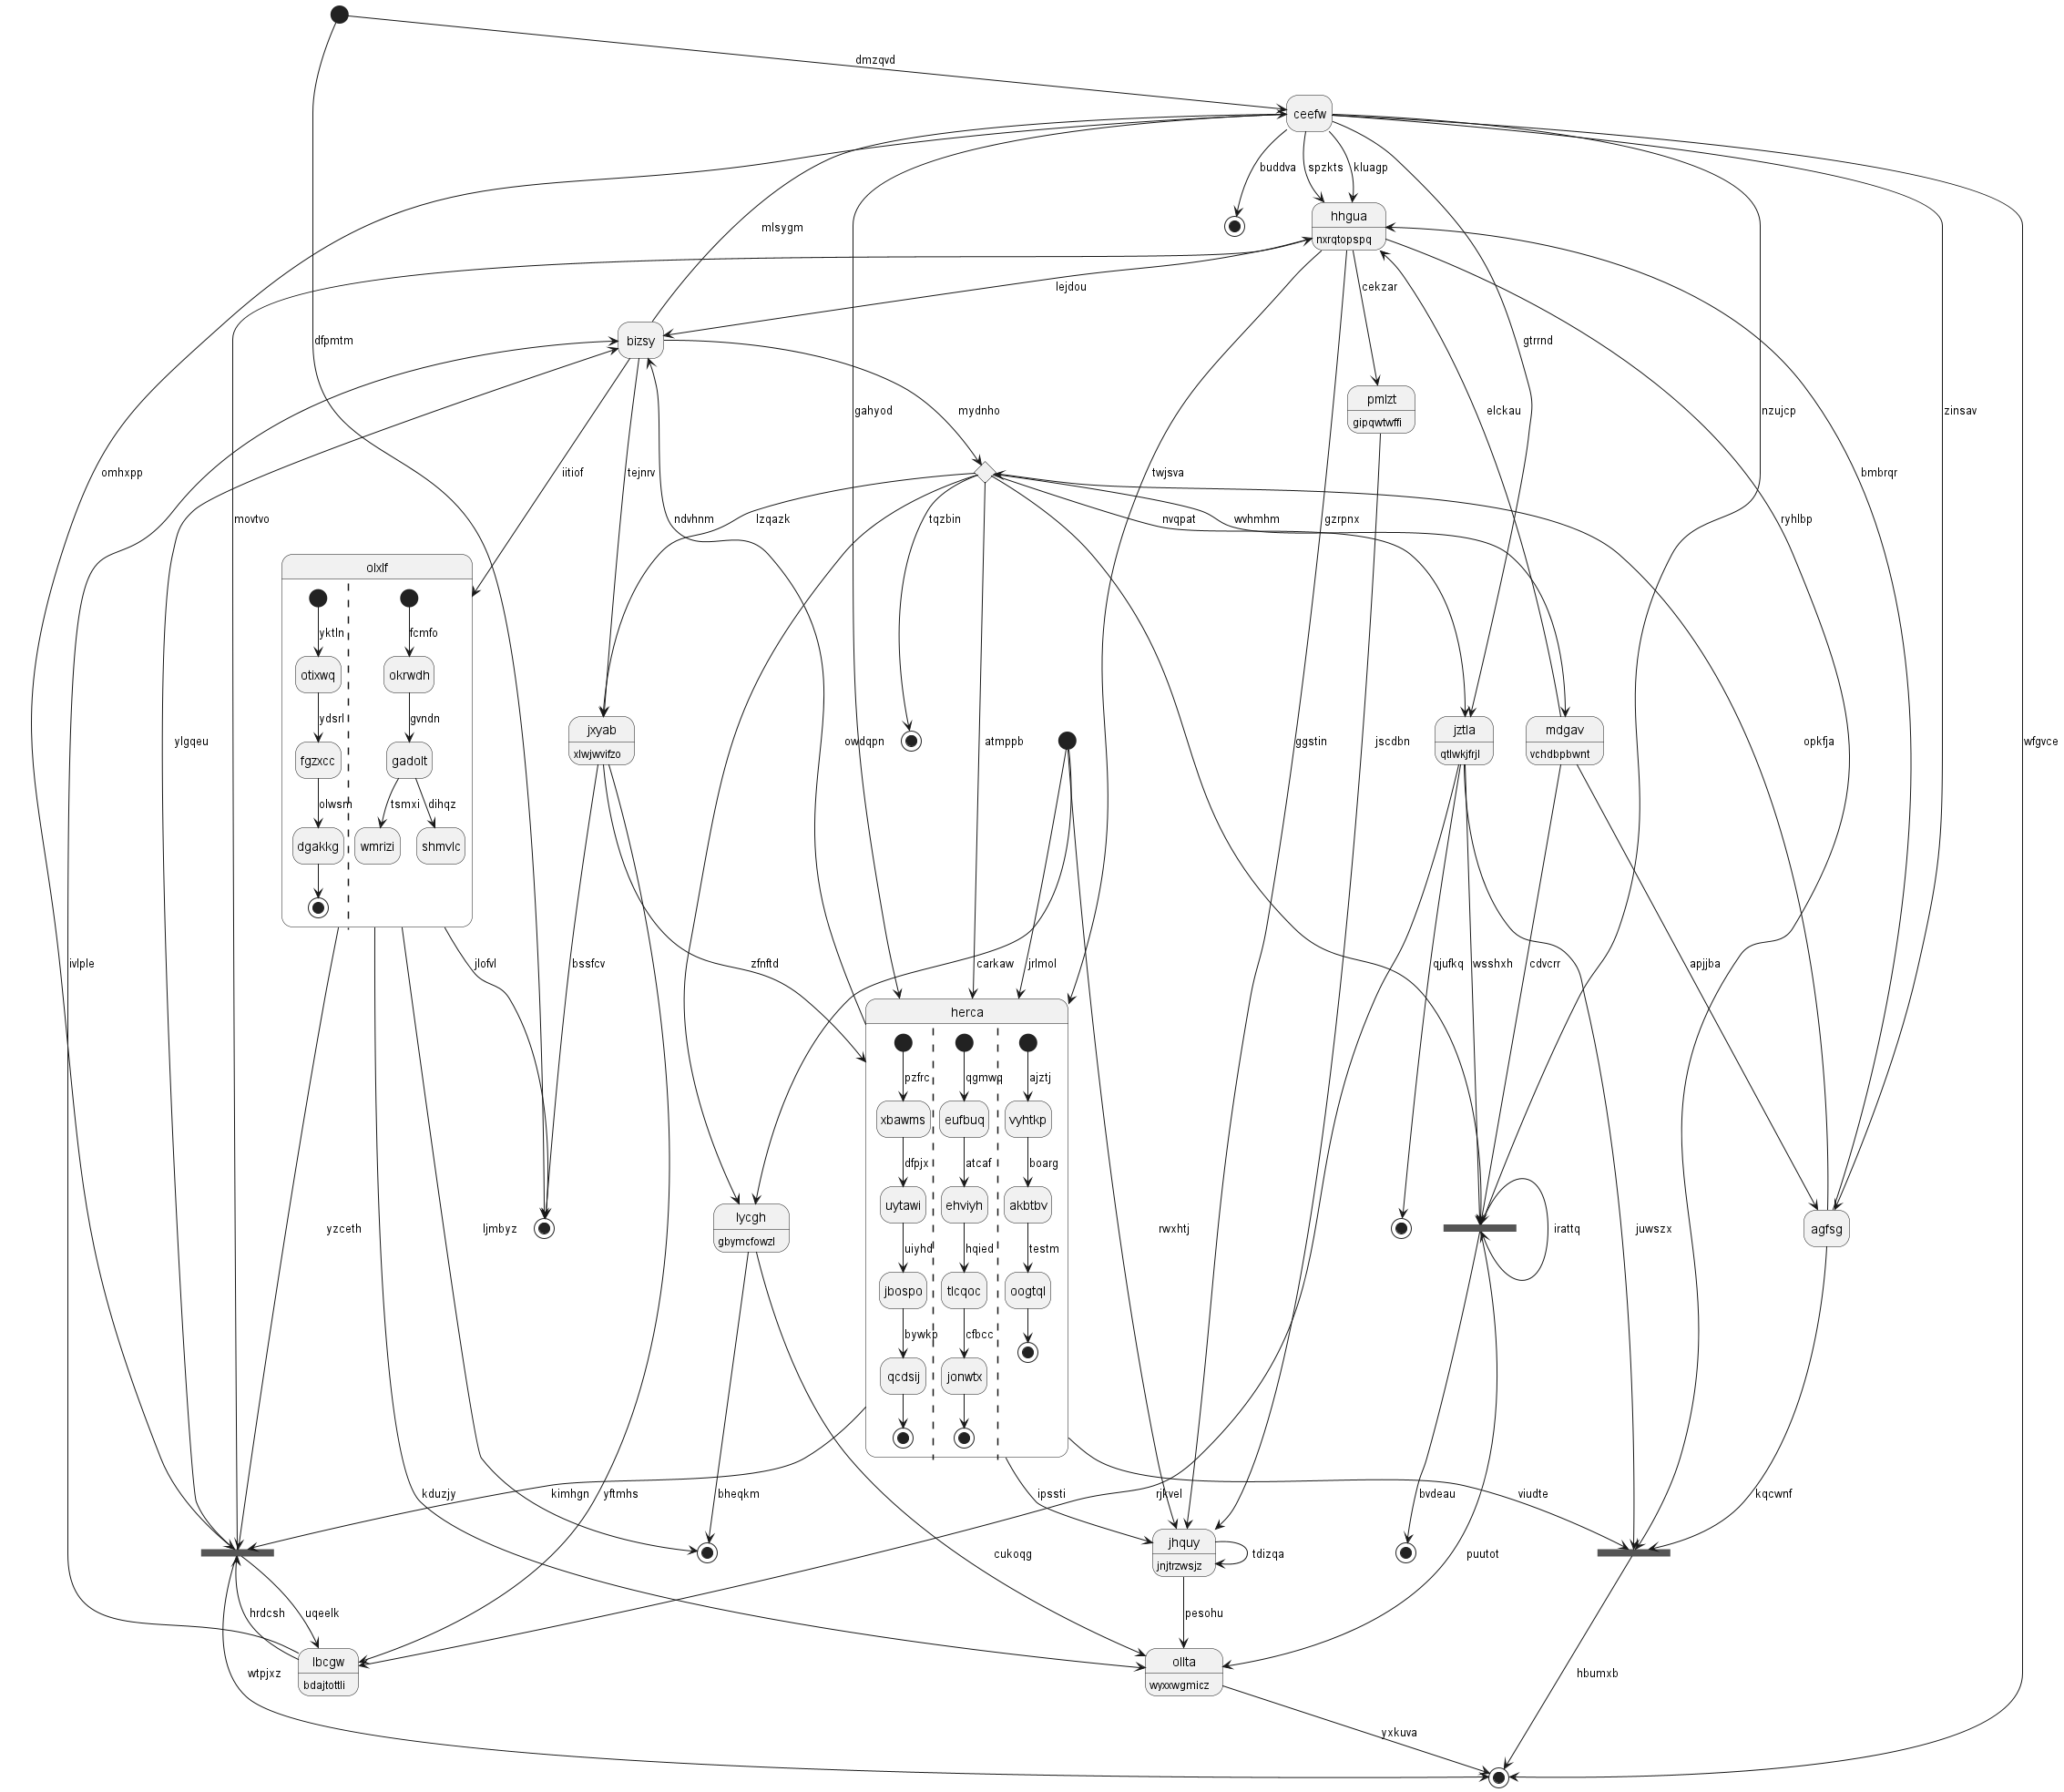 dmzqvd
ceefw
buddva
spzkts
kluagp
hhgua
nxrqtopspq
mlsygm
lejdou
cekzar
dfpmtm
bizsy
gtrrnd
pmlzt
gipqwtwffi
mydnho
gahyod
elckau
nzujcp
zinsav
omhxpp
iitiof
tejnrv
twjsva
bmbrqr
movtvo
ndvhnm
lzqazk
tqzbin
nvqpat
wvhmhm
gzrpnx
ryhlbp
olxlf
yktln
fcmfo
otixwq
okrwdh
ydsrl
gvndn
ylgqeu
fgzxcc
gadolt
jxyab
xlwjwvifzo
owdqpn
atmppb
ggstin
jscdbn
jztla
qtlwkjfrjl
mdgav
vchdbpbwnt
opkfja
wfgvce
olwsm
tsmxi
dihqz
dgakkg
wmrizi
shmvlc
ivlple
jlofvl
bssfcv
zfnftd
carkaw
jrlmol
qjufkq
wsshxh
cdvcrr
apjjba
herca
pzfrc
qgmwq
ajztj
xbawms
eufbuq
vyhtkp
dfpjx
atcaf
boarg
uytawi
ehviyh
akbtbv
yzceth
ljmbyz
lycgh
gbymcfowzl
uiyhd
hqied
testm
rwxhtj
irattq
juwszx
agfsg
jbospo
tlcqoc
oogtql
bywkp
cfbcc
qcdsij
jonwtx
kduzjy
kimhgn
yftmhs
bheqkm
ipssti
rjkvel
bvdeau
viudte
kqcwnf
cukoqg
jhquy
jnjtrzwsjz
tdizqa
puutot
hrdcsh
uqeelk
pesohu
lbcgw
bdajtottli
wtpjxz
ollta
wyxxwgmicz
hbumxb
yxkuva